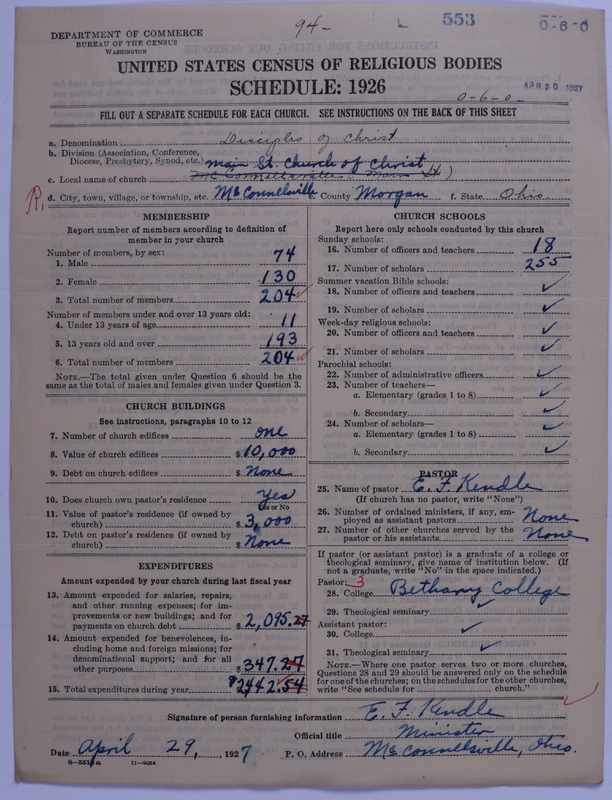 94-
553
0-6-0
DEPARTMENT OF COMMERCE
BUREAU OF THE CENSUS
WASHINGTON
UNITED STATES CENSUS OF RELIGIOUS BODIES
SCHEDULE: 1926
APR 30 1927
0-6-0
FILL OUT A SEPARATE SCHEDULE FOR EACH CHURCH. SEE INSTRUCTIONS ON THE BACK OF THIS SHEET
a. Denomination Disciples of Christ
b. Division (Association, Conference, Diocese, Presbytery, Synod, etc.) Main St. Church of Christ
c. Local name of church McConnelsville Main St)
d. City, town, village, or township, etc. McConnelsville e. County Morgan f. State Ohio
MEMBERSHIP
Report number of members according to definition of
member in your church
Number of members, by sex:
1. Male 74
2. Female 130
3. Total number of members 204
Number of members under and over 13 years old:
4. Under 13 years of age 11
5. 13 years old and over 193
6. Total number of members 204
NOTE.—The total given under Question 6 should be
same as the total of males and females given under Question 3.
CHURCH BUILDINGS
See instructions, paragraphs 10 to 12
7. Number of church edifices one
8. Value of church edifices $10,000
9. Debt on church edifices $ None
10. Does church own pastor's residence Yes
Yes or No
11. Value of pastor's residence (if owned by
church) $3,000
12. Debt on pastor's residence (if owned by
church) $ None
EXPENDITURES
Amount expended by your church during last fiscal year
13. Amount expended for salaries, repairs,
and other running expenses; for im-
provements or new buildings; and for
payments on church debt $2,095.27
14. Amount expended for benevolences, in-
cluding home and foreign missions; for
denominational support; and for all
other purposes $347.27
15. Total expenditures during year $2442.54
CHURCH SCHOOLS
Report here only schools conducted by this church
Sunday schools:
16. Number of officers and teachers 18
17. Number of scholars 255
Summer vacation Bible schools:
18. Number of officers and teachers ✓
19. Number of scholars ✓
Week-day religious schools:
20. Number of officers and teachers ✓
21. Number of scholars ✓
Parochial schools:
22. Number of administrative officers ✓
23. Number of teachers—
a. Elementary (grades 1 to 8) ✓
b. Secondary ✓
24. Number of scholars—
a. Elementary (grades 1 to 8) ✓
b. Secondary ✓
PASTOR
25. Name of pastor E. F. Kendle
(If church has no pastor, write "None")
26. Number of ordained ministers, if any, em-
ployed as assistant pastors None
27. Number of other churches served by the
pastor or his assistants None
If pastor (or assistant pastor) is a graduate of a college or
theological seminary, give name of institution below. (If
not a graduate, write "No" in the space indicated.)
Pastor: 3
28. College Bethany College
29. Theological seminary ✓
Assistant pastor:
30. College ✓
31. Theological seminary ✓
NOTE.—Where one pastor serves two or more churches,
Questions 28 and 29 should be answered only on the schedule
for one of the churches; on the schedules for the other churches,
write "See schedule for church."
Signature of person furnishing information E. F. Kendle
Official title Minister
Date April 29, 1927 P. O. Address McConnellsville, Ohio.
11-9064